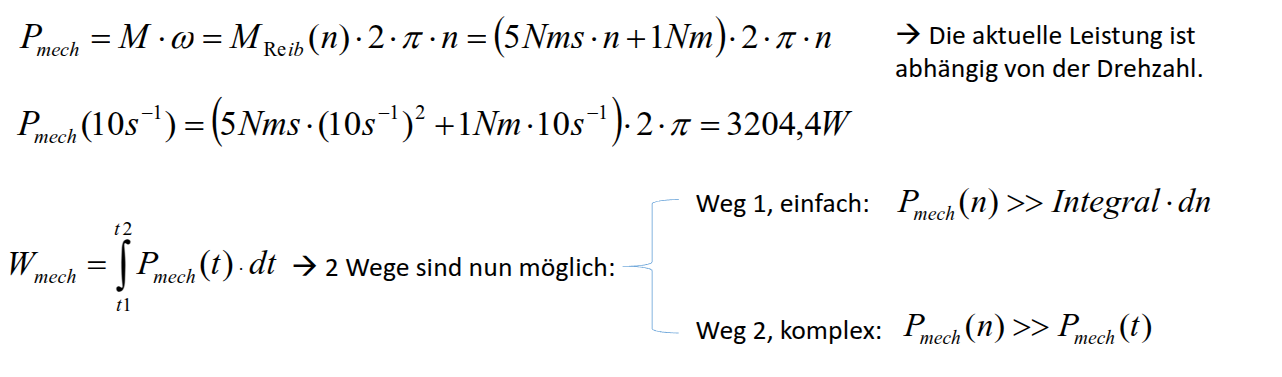 P_mech = M · ω = M_Reib(n) · 2 · π · n = (5Nms · n + 1Nm) · 2 · π · n
→ Die aktuelle Leistung ist
abhängig von der Drehzahl.
P_mech(10s⁻¹) = (5Nms · (10s⁻¹)² + 1Nm · 10s⁻¹) · 2 · π = 3204,4W
Weg 1, einfach: P_mech(n) >> Integral · dn
W_mech = ∫_t1^t2 P_mech(t) · dt → 2 Wege sind nun möglich:
Weg 2, komplex: P_mech(n) >> P_mech(t)